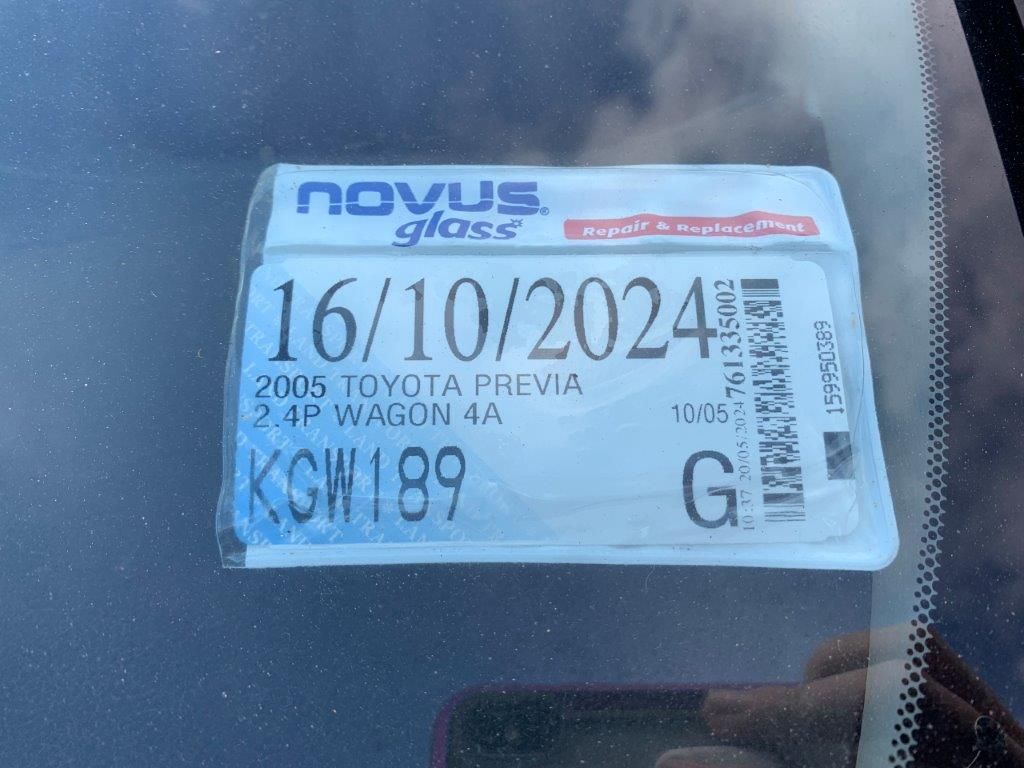 novus®
glass
Repair & Replacement
16/10/2024
2005 TOYOTA PREVIA
2.4P WAGON 4A
10/05
KGW189
G
10:37 20/05/2024 761335002
159950389